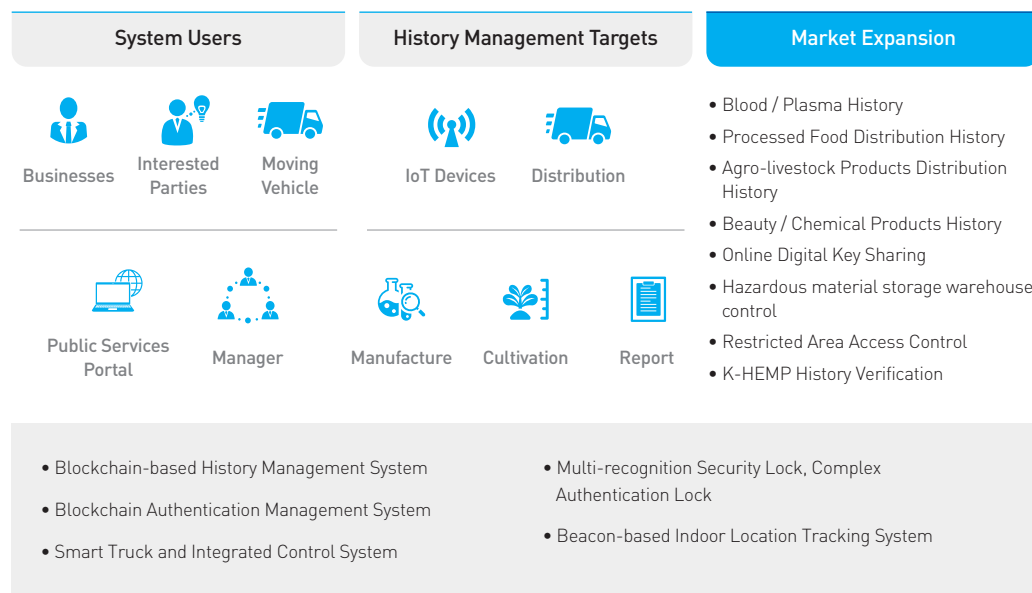 System Users
Businesses
Interested
Parties
Moving
Vehicle
Public Services
Portal
Manager
History Management Targets
IoT Devices
Distribution
Manufacture
Cultivation
Report
Market Expansion
• Blood / Plasma History
• Processed Food Distribution History
• Agro-livestock Products Distribution
History
• Beauty / Chemical Products History
• Online Digital Key Sharing
• Hazardous material storage warehouse
control
• Restricted Area Access Control
• K-HEMP History Verification
• Blockchain-based History Management System
• Blockchain Authentication Management System
• Smart Truck and Integrated Control System
• Multi-recognition Security Lock, Complex
Authentication Lock
• Beacon-based Indoor Location Tracking System